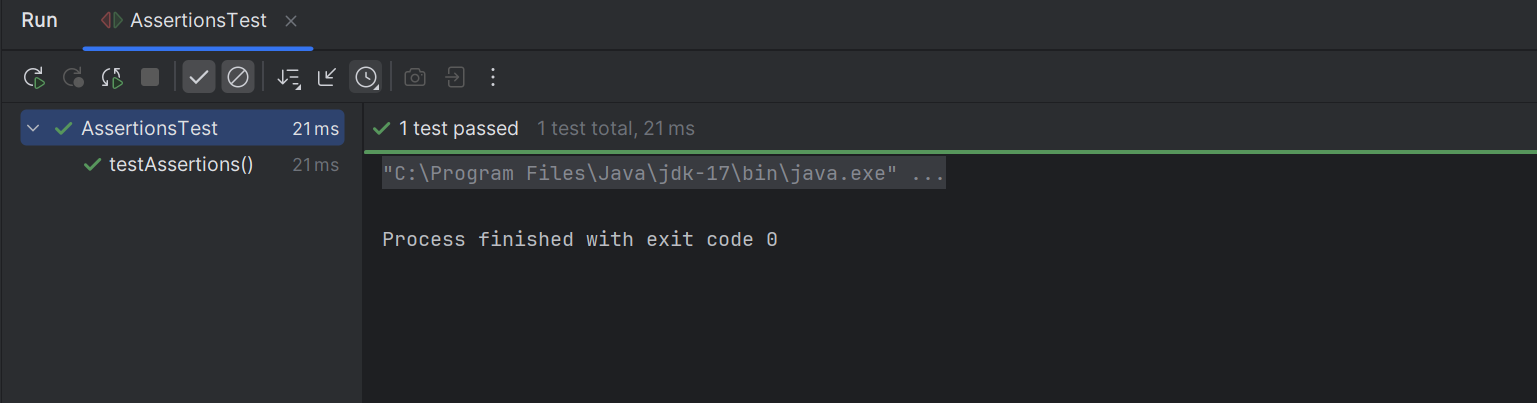 Run AssertionsTest
AssertionsTest 21 ms
testAssertions() 21 ms
1 test passed 1 test total, 21 ms
"C:\Program Files\Java\jdk-17\bin\java.exe" ...
Process finished with exit code 0